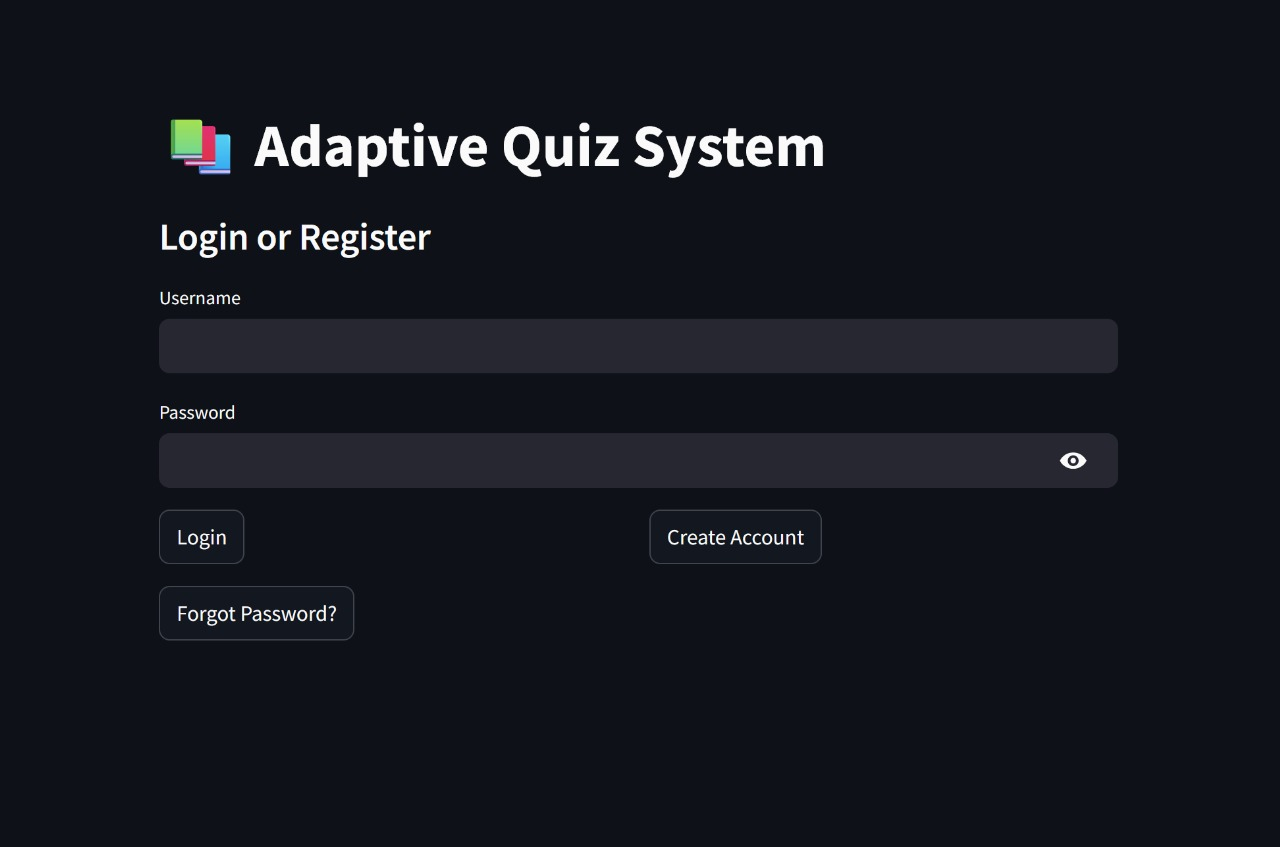 Adaptive Quiz System
Login or Register
Username
Password
Login
Create Account
Forgot Password?